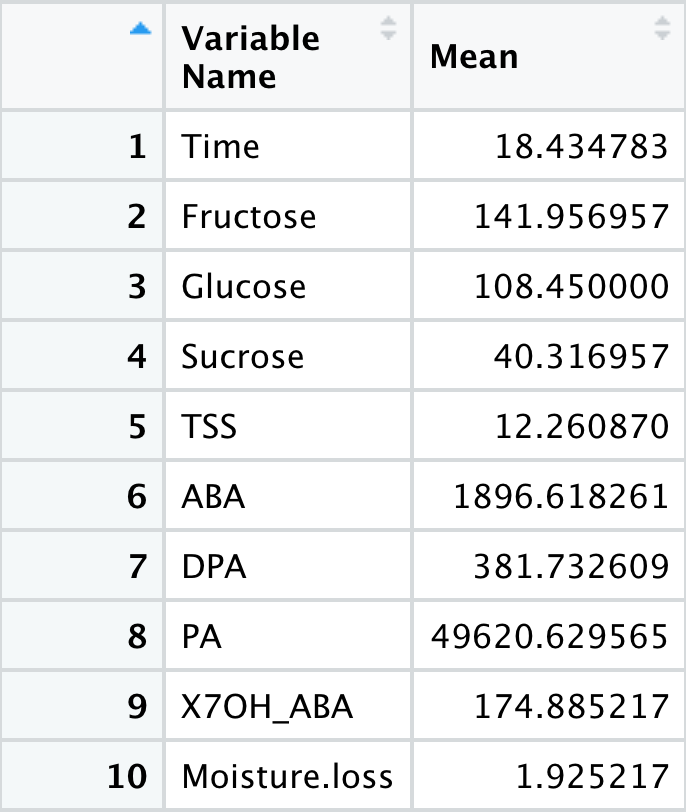 Variable Name Mean
1 Time 18.434783
2 Fructose 141.956957
3 Glucose 108.450000
4 Sucrose 40.316957
5 TSS 12.260870
6 ABA 1896.618261
7 DPA 381.732609
8 PA 49620.629565
9 X7OH_ABA 174.885217
10 Moisture.loss 1.925217